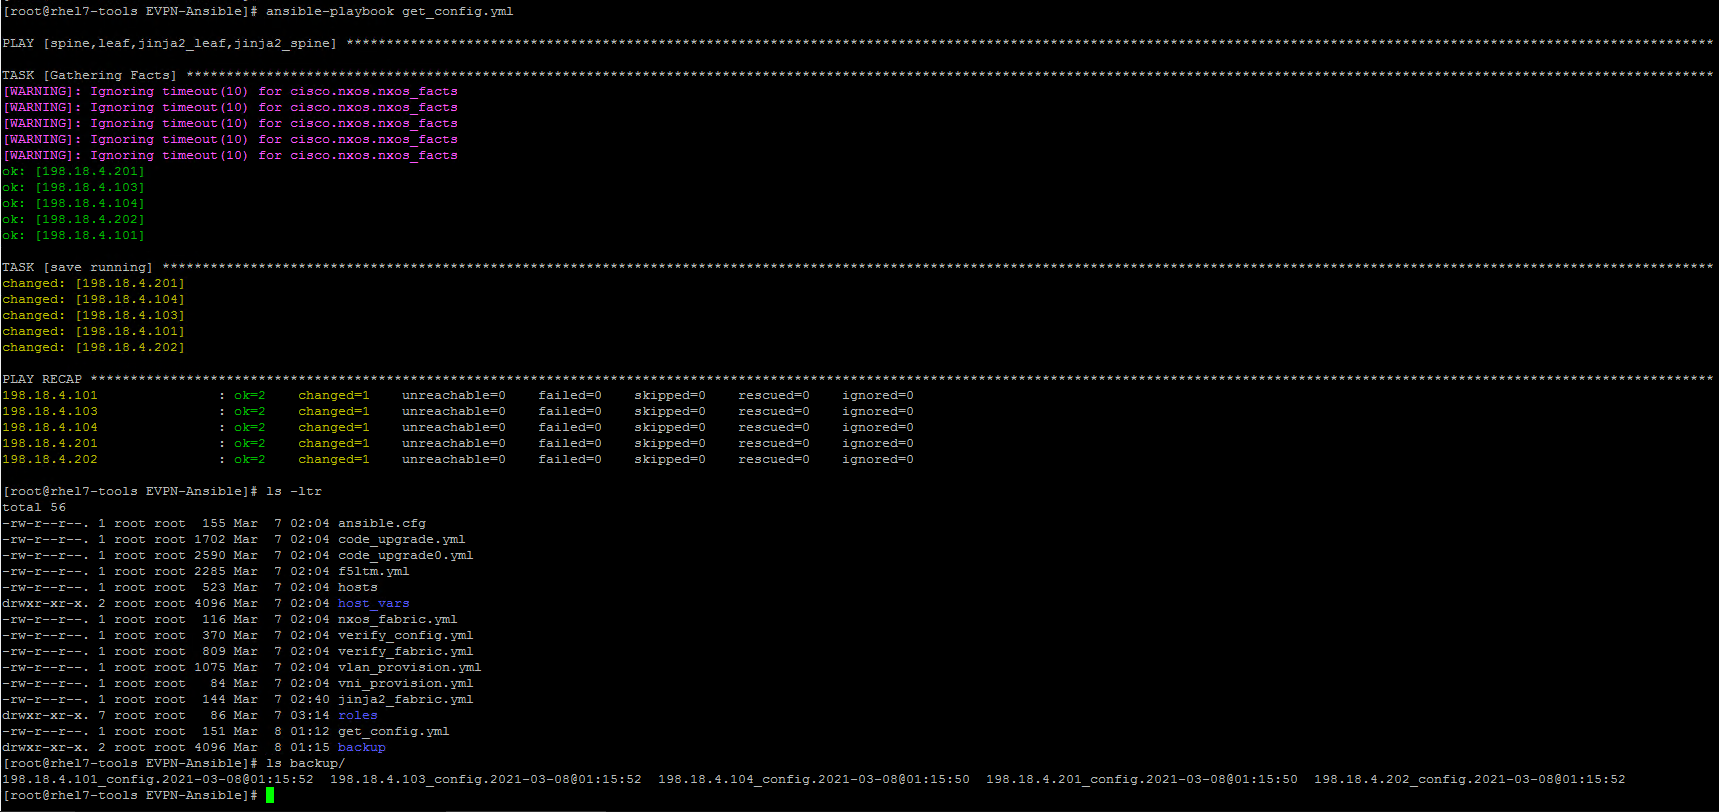 [root@rhel7-tools EVPN-Ansible]# ansible-playbook get_config.yml
PLAY [spine,leaf,jinja2_leaf,jinja2_spine] ***************************************************************************************************************************************************************************
TASK [Gathering Facts] ***********************************************************************************************************************************************************************************************
[WARNING]: Ignoring timeout(10) for cisco.nxos.nxos_facts
[WARNING]: Ignoring timeout(10) for cisco.nxos.nxos_facts
[WARNING]: Ignoring timeout(10) for cisco.nxos.nxos_facts
[WARNING]: Ignoring timeout(10) for cisco.nxos.nxos_facts
[WARNING]: Ignoring timeout(10) for cisco.nxos.nxos_facts
ok: [198.18.4.201]
ok: [198.18.4.103]
ok: [198.18.4.104]
ok: [198.18.4.202]
ok: [198.18.4.101]
TASK [save running] **************************************************************************************************************************************************************************************************
changed: [198.18.4.201]
changed: [198.18.4.104]
changed: [198.18.4.103]
changed: [198.18.4.101]
changed: [198.18.4.202]
PLAY RECAP ***********************************************************************************************************************************************************************************************************
198.18.4.101               : ok=2    changed=1    unreachable=0    failed=0    skipped=0    rescued=0    ignored=0
198.18.4.103               : ok=2    changed=1    unreachable=0    failed=0    skipped=0    rescued=0    ignored=0
198.18.4.104               : ok=2    changed=1    unreachable=0    failed=0    skipped=0    rescued=0    ignored=0
198.18.4.201               : ok=2    changed=1    unreachable=0    failed=0    skipped=0    rescued=0    ignored=0
198.18.4.202               : ok=2    changed=1    unreachable=0    failed=0    skipped=0    rescued=0    ignored=0
[root@rhel7-tools EVPN-Ansible]# ls -ltr
total 56
-rw-r--r--. 1 root root  155 Mar  7 02:04 ansible.cfg
-rw-r--r--. 1 root root 1702 Mar  7 02:04 code_upgrade.yml
-rw-r--r--. 1 root root 2590 Mar  7 02:04 code_upgrade0.yml
-rw-r--r--. 1 root root 2285 Mar  7 02:04 f5ltm.yml
-rw-r--r--. 1 root root  523 Mar  7 02:04 hosts
drwxr-xr-x. 2 root root 4096 Mar  7 02:04 host_vars
-rw-r--r--. 1 root root  116 Mar  7 02:04 nxos_fabric.yml
-rw-r--r--. 1 root root  370 Mar  7 02:04 verify_config.yml
-rw-r--r--. 1 root root  809 Mar  7 02:04 verify_fabric.yml
-rw-r--r--. 1 root root 1075 Mar  7 02:04 vlan_provision.yml
-rw-r--r--. 1 root root   84 Mar  7 02:04 vni_provision.yml
-rw-r--r--. 1 root root  144 Mar  7 02:40 jinja2_fabric.yml
drwxr-xr-x. 7 root root   86 Mar  7 03:14 roles
-rw-r--r--. 1 root root  151 Mar  8 01:12 get_config.yml
drwxr-xr-x. 2 root root 4096 Mar  8 01:15 backup
[root@rhel7-tools EVPN-Ansible]# ls backup/
198.18.4.101_config.2021-03-08@01:15:52  198.18.4.103_config.2021-03-08@01:15:52  198.18.4.104_config.2021-03-08@01:15:50  198.18.4.201_config.2021-03-08@01:15:50  198.18.4.202_config.2021-03-08@01:15:52
[root@rhel7-tools EVPN-Ansible]#